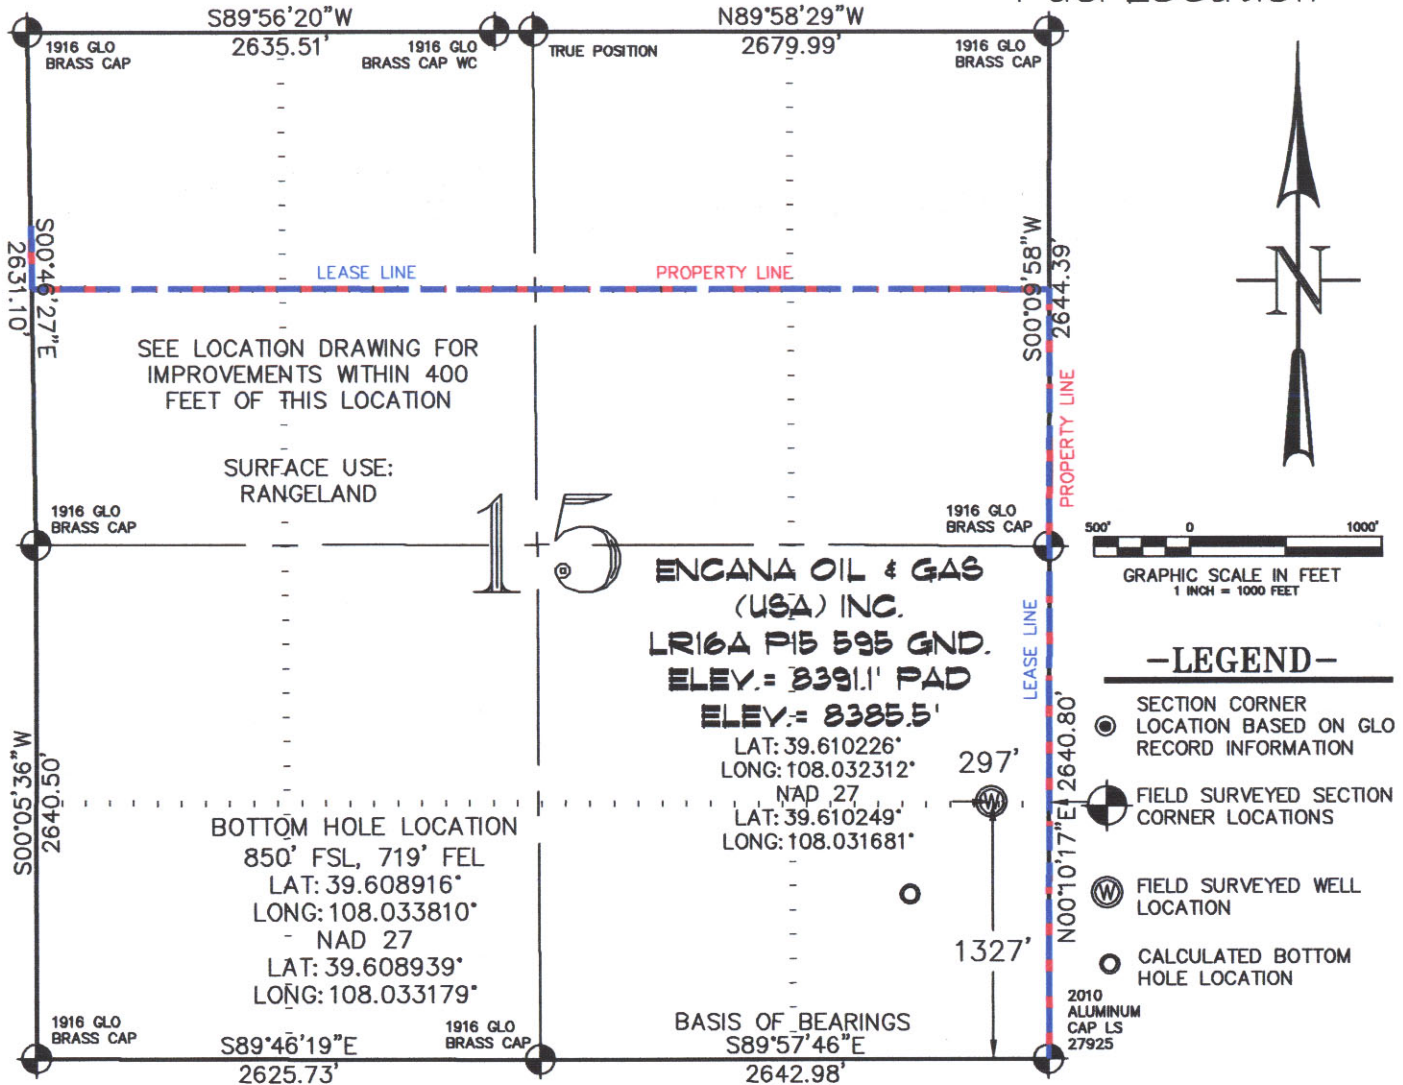 S89°56'20"W
2635.51'
N89°58'29"W
2679.99'
1916 GLO
BRASS CAP
1916 GLO
BRASS CAP WC
TRUE POSITION
1916 GLO
BRASS CAP
S00°46'27"E
2631.10'
LEASE LINE
PROPERTY LINE
S00°09'58"W
2644.39'
N
SEE LOCATION DRAWING FOR
IMPROVEMENTS WITHIN 400
FEET OF THIS LOCATION
SURFACE USE:
RANGELAND
PROPERTY LINE
1916 GLO
BRASS CAP
15
1916 GLO
BRASS CAP
500' 0 1000'
GRAPHIC SCALE IN FEET
1 INCH = 1000 FEET
ENCANA OIL & GAS
(USA) INC.
LR16A P15 595 GND.
ELEV.= 8391.1' PAD
ELEV.= 8385.5'
LAT: 39.610226°
LONG: 108.032312°
NAD 27
LAT: 39.610249°
LONG: 108.031681°
LEASE LINE
297'
W
1327'
N00°10'17"E 2640.80'
S00°05'36"W
2640.50'
BOTTOM HOLE LOCATION
850' FSL, 719' FEL
LAT: 39.608916°
LONG: 108.033810°
NAD 27
LAT: 39.608939°
LONG: 108.033179°
-LEGEND-
SECTION CORNER
LOCATION BASED ON GLO
RECORD INFORMATION
FIELD SURVEYED SECTION
CORNER LOCATIONS
W
FIELD SURVEYED WELL
LOCATION
CALCULATED BOTTOM
HOLE LOCATION
1916 GLO
BRASS CAP
1916 GLO
BRASS CAP
BASIS OF BEARINGS
2010
ALUMINUM
CAP LS
27925
S89°46'19"E
2625.73'
S89°57'46"E
2642.98'